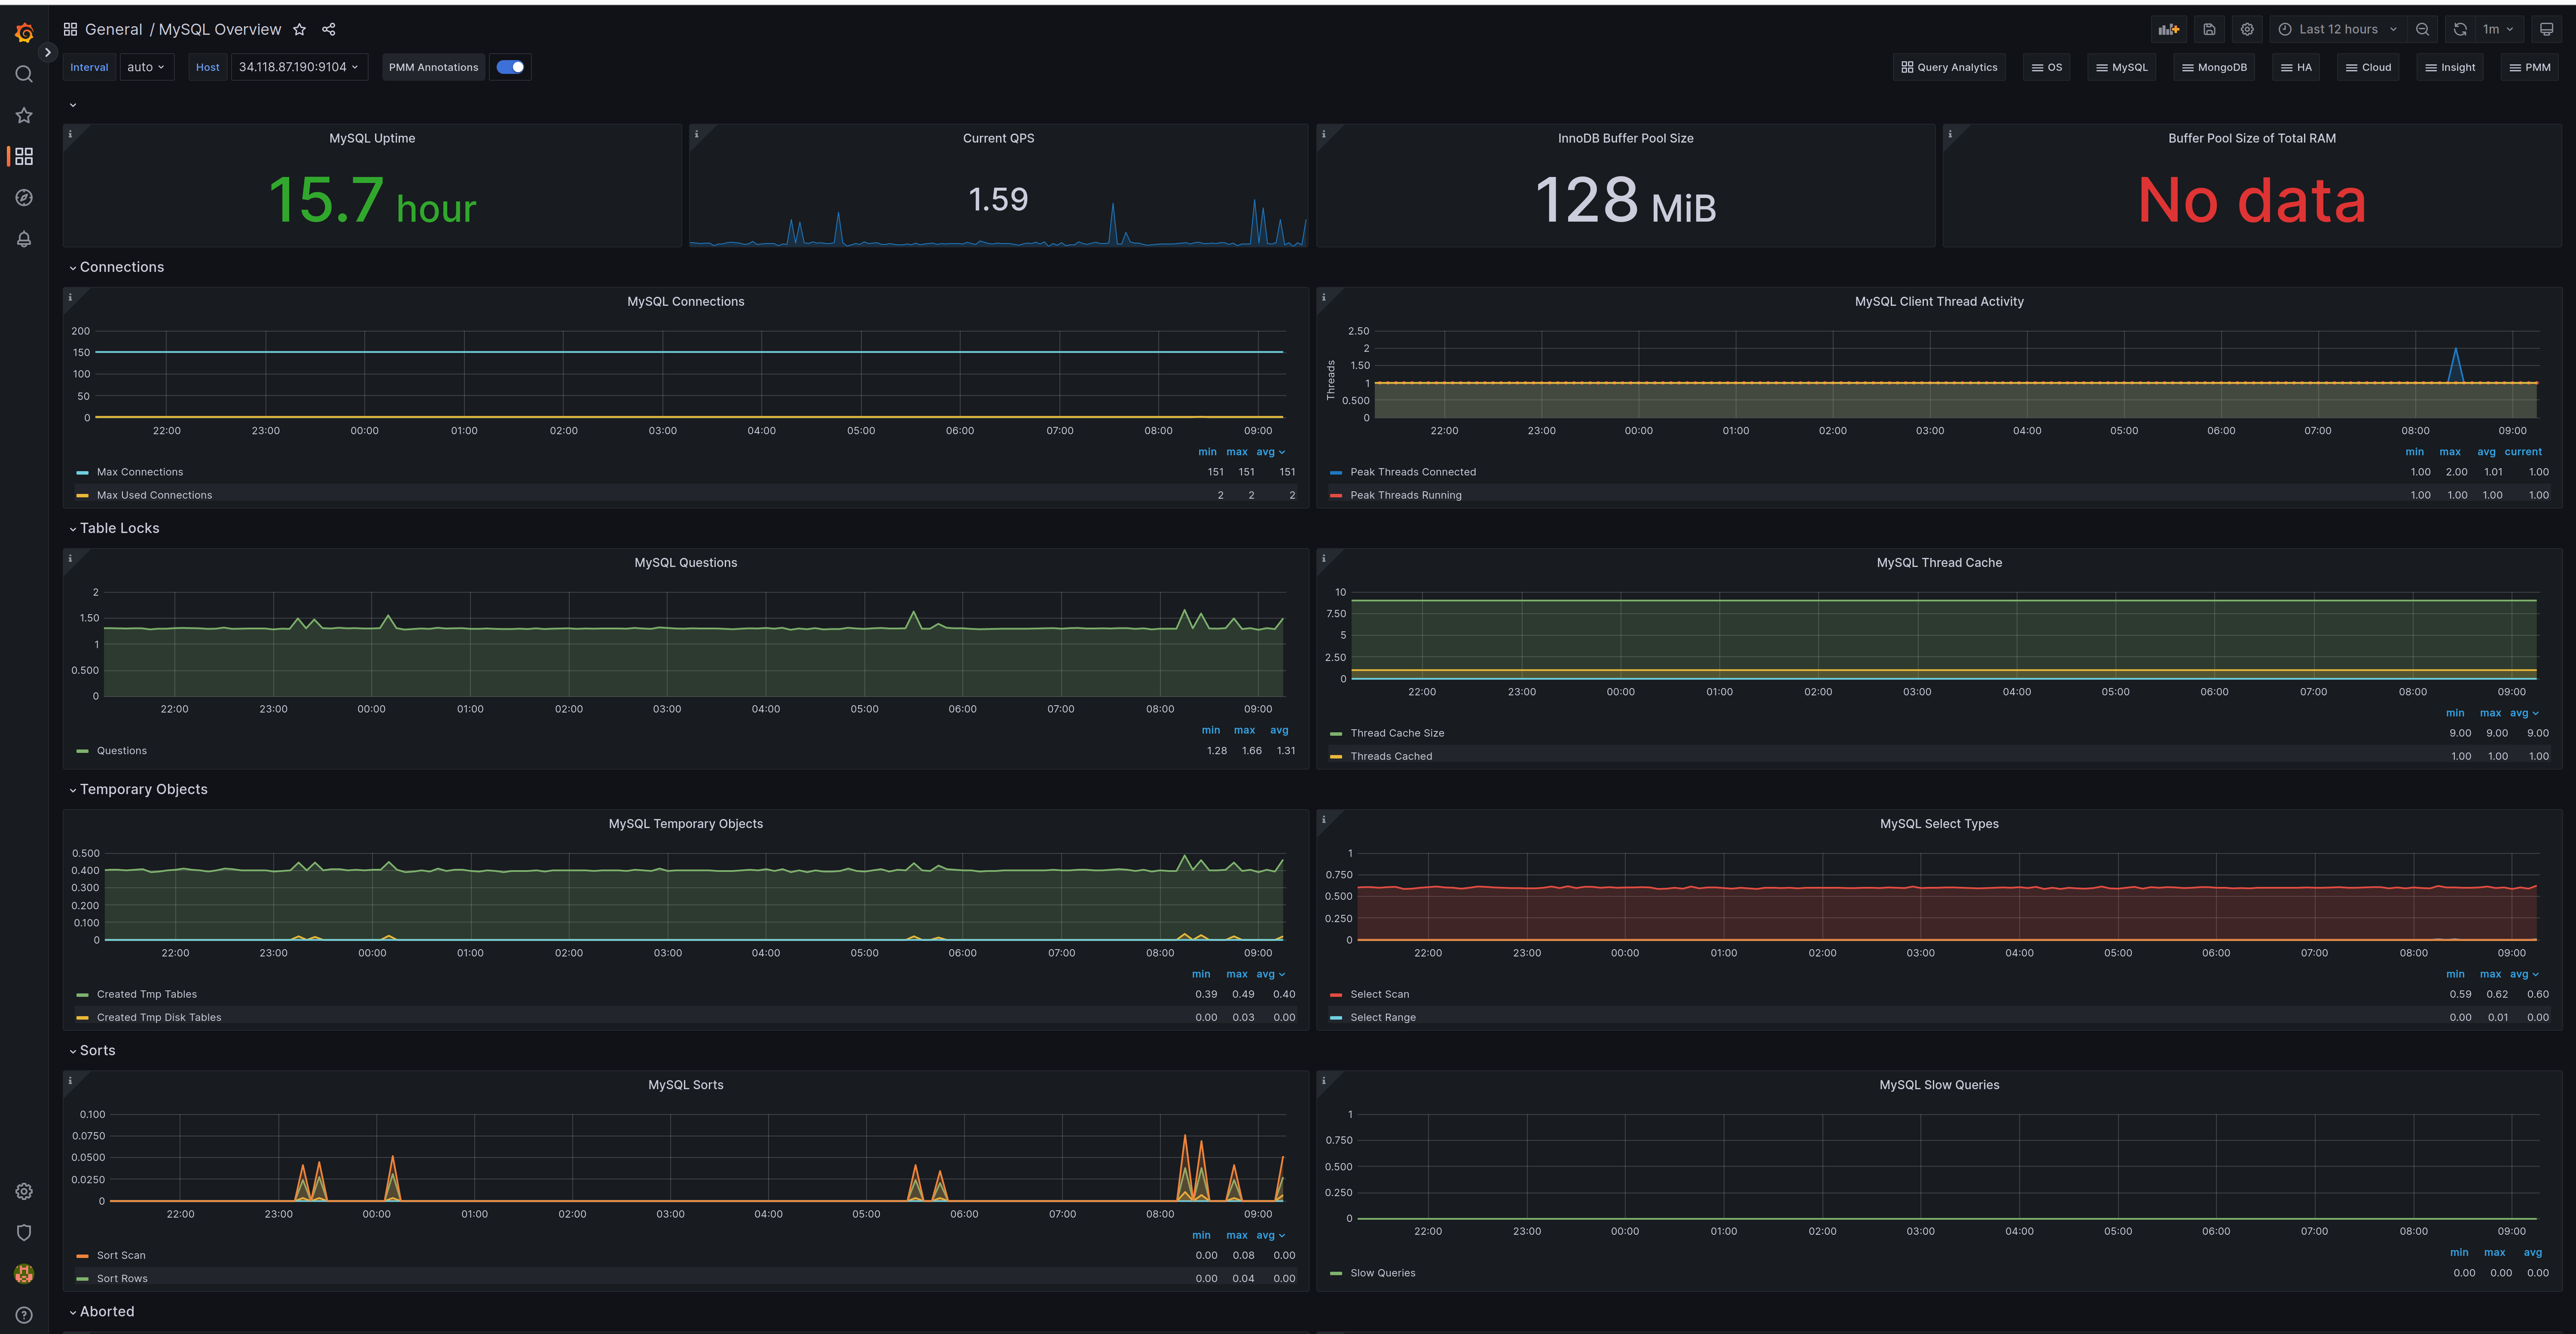 General / MySQL Overview
Last 12 hours
1m
Interval auto Host 34.118.87.190:9104 PMM Annotations
Query Analytics OS MySQL MongoDB HA Cloud Insight PMM
MySQL Uptime
15.7 hour
Current QPS
1.59
InnoDB Buffer Pool Size
128 MiB
Buffer Pool Size of Total RAM
No data
Connections
MySQL Connections
200
150
100
50
0
22:00 23:00 00:00 01:00 02:00 03:00 04:00 05:00 06:00 07:00 08:00 09:00
min max avg
Max Connections 151 151 151
Max Used Connections 2 2 2
MySQL Client Thread Activity
Threads
2.50
2
1.50
1
0.500
0
22:00 23:00 00:00 01:00 02:00 03:00 04:00 05:00 06:00 07:00 08:00 09:00
min max avg current
Peak Threads Connected 1.00 2.00 1.01 1.00
Peak Threads Running 1.00 1.00 1.00 1.00
Table Locks
MySQL Questions
2
1.50
1
0.500
0
22:00 23:00 00:00 01:00 02:00 03:00 04:00 05:00 06:00 07:00 08:00 09:00
min max avg
Questions 1.28 1.66 1.31
MySQL Thread Cache
10
7.50
5
2.50
0
22:00 23:00 00:00 01:00 02:00 03:00 04:00 05:00 06:00 07:00 08:00 09:00
min max avg
Thread Cache Size 9.00 9.00 9.00
Threads Cached 1.00 1.00 1.00
Temporary Objects
MySQL Temporary Objects
0.500
0.400
0.300
0.200
0.100
0
22:00 23:00 00:00 01:00 02:00 03:00 04:00 05:00 06:00 07:00 08:00 09:00
min max avg
Created Tmp Tables 0.39 0.49 0.40
Created Tmp Disk Tables 0.00 0.03 0.00
MySQL Select Types
1
0.750
0.500
0.250
0
22:00 23:00 00:00 01:00 02:00 03:00 04:00 05:00 06:00 07:00 08:00 09:00
min max avg
Select Scan 0.59 0.62 0.60
Select Range 0.00 0.01 0.00
Sorts
MySQL Sorts
0.100
0.0750
0.0500
0.0250
0
22:00 23:00 00:00 01:00 02:00 03:00 04:00 05:00 06:00 07:00 08:00 09:00
min max avg
Sort Scan 0.00 0.08 0.00
Sort Rows 0.00 0.04 0.00
MySQL Slow Queries
1
0.750
0.500
0.250
0
22:00 23:00 00:00 01:00 02:00 03:00 04:00 05:00 06:00 07:00 08:00 09:00
min max avg
Slow Queries 0.00 0.00 0.00
Aborted